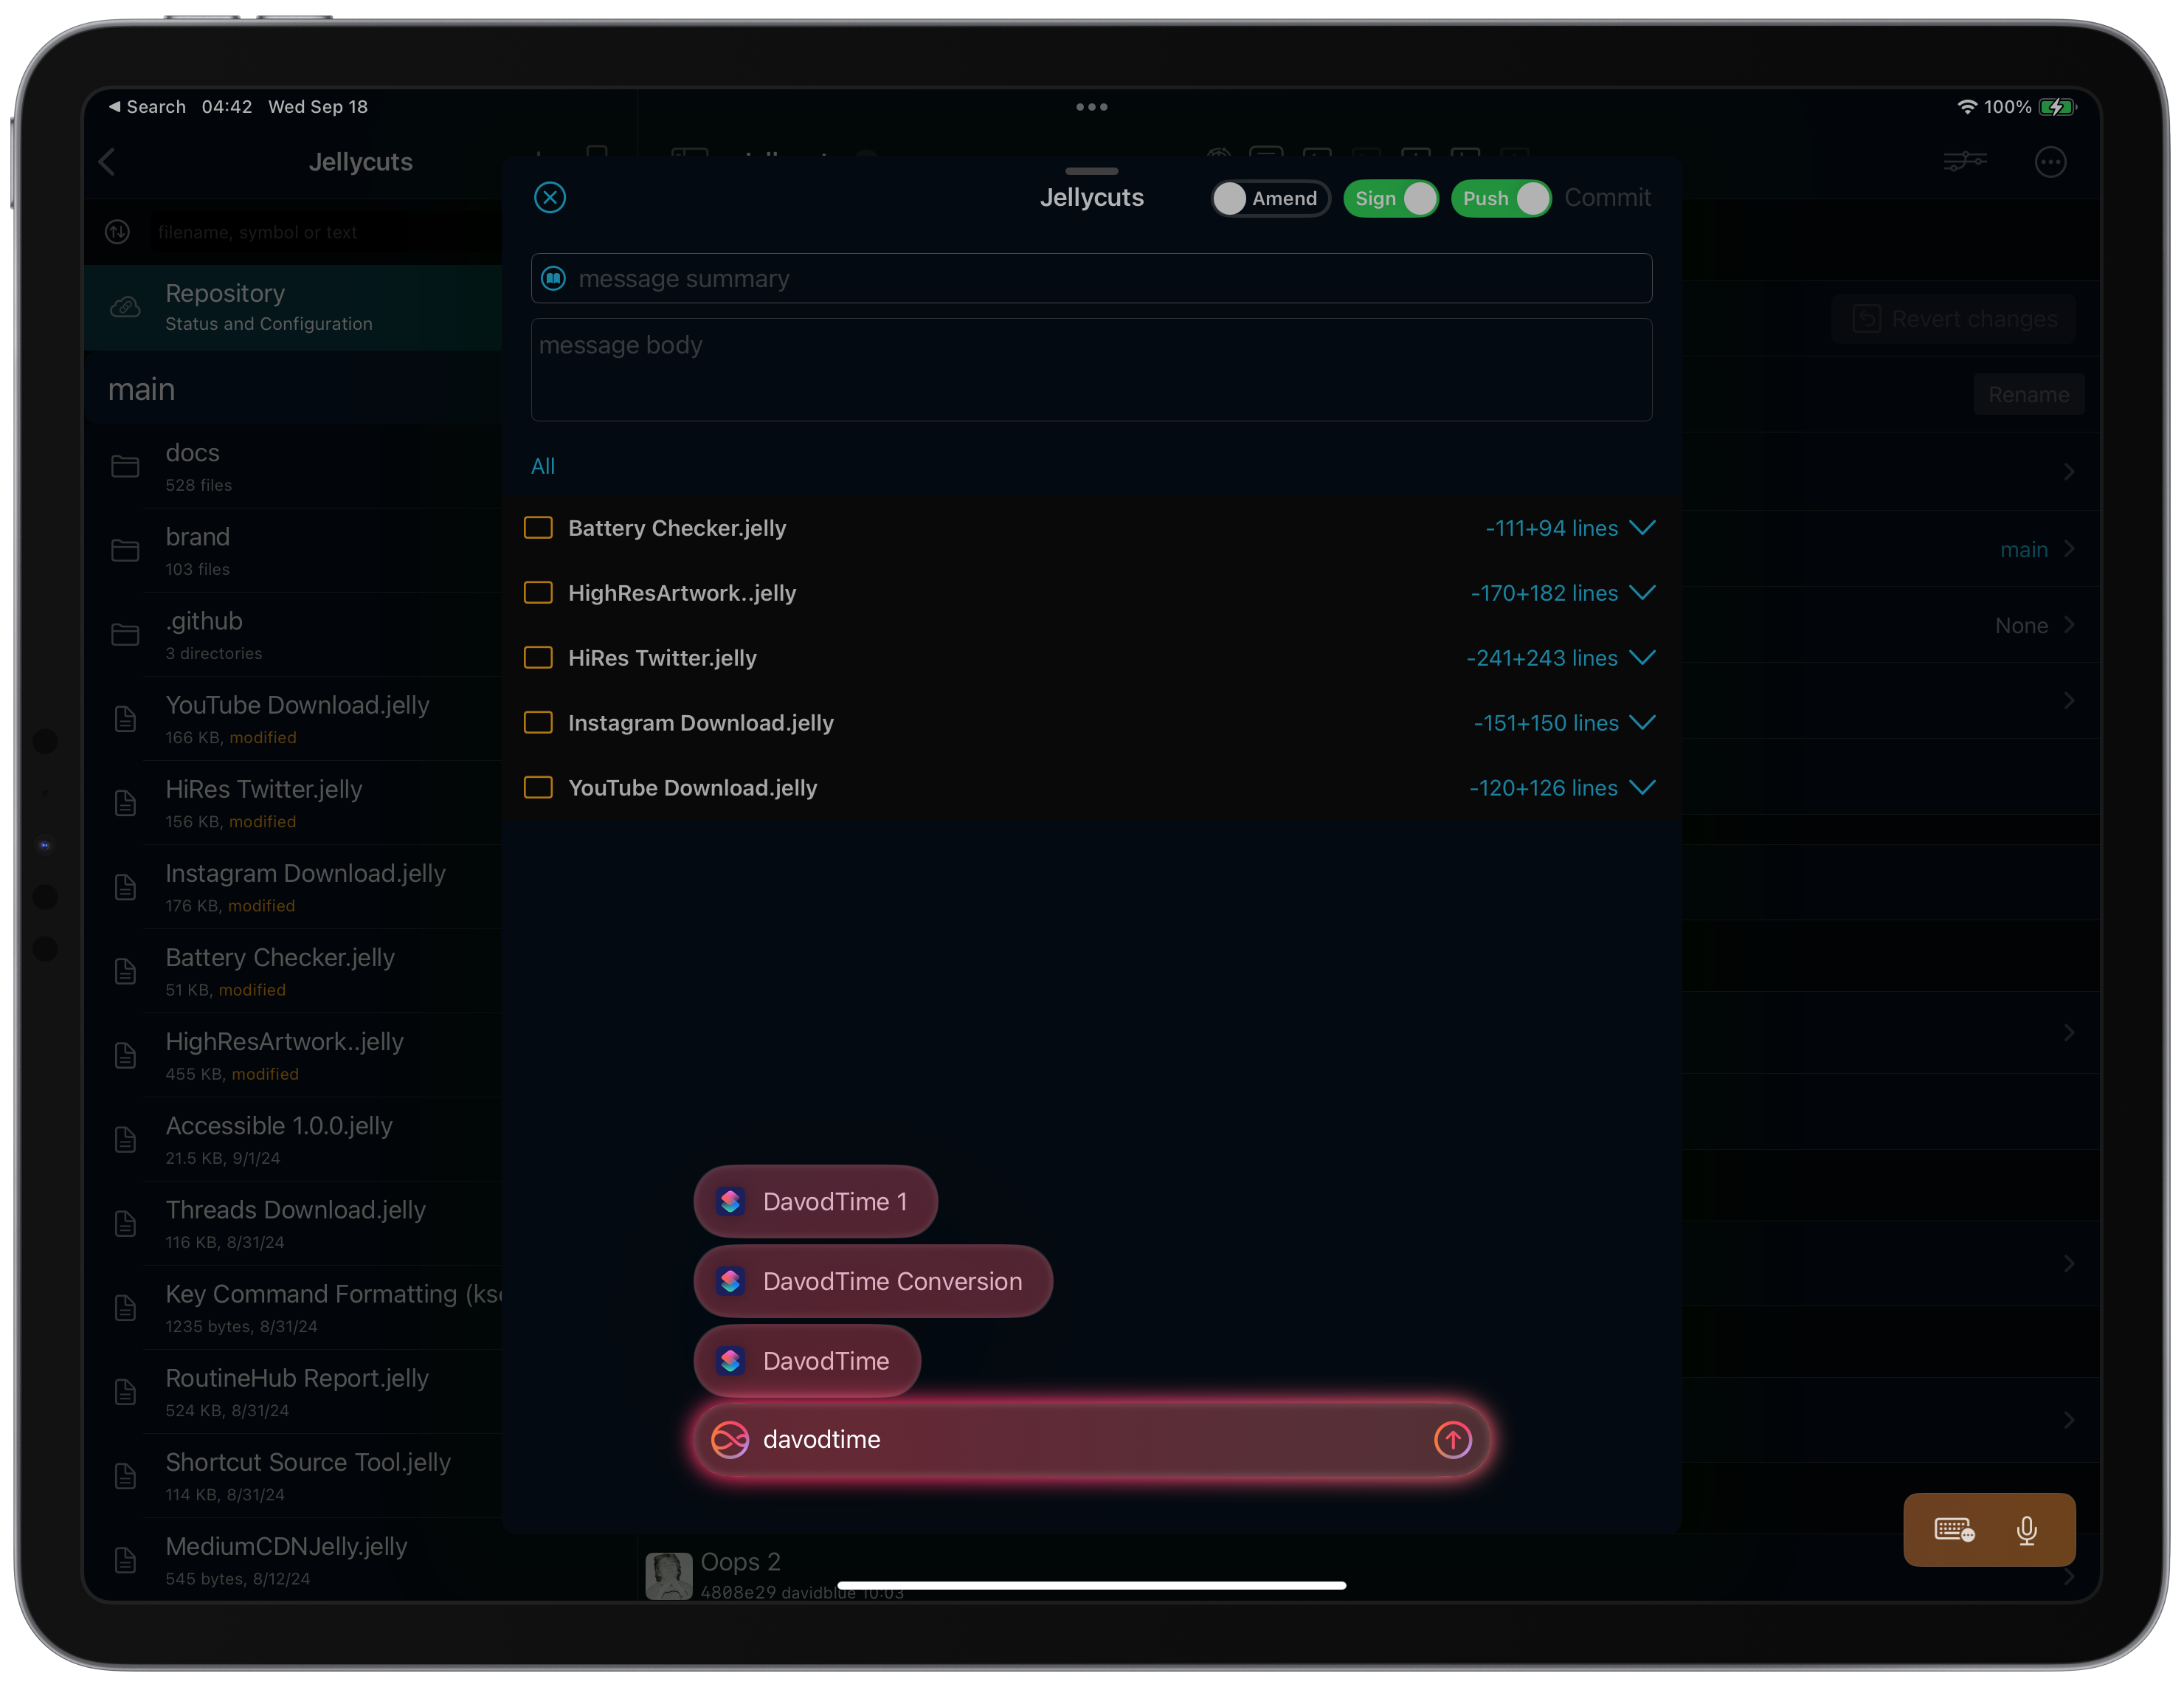 Search 04:42 Wed Sep 18
100%
Jellycuts
filename, symbol or text
Repository
Status and Configuration
main
docs
528 files
brand
103 files
.github
3 directories
YouTube Download.jelly
166 KB, modified
HiRes Twitter.jelly
156 KB, modified
Instagram Download.jelly
176 KB, modified
Battery Checker.jelly
51 KB, modified
HighResArtwork..jelly
455 KB, modified
Accessible 1.0.0.jelly
21.5 KB, 9/1/24
Threads Download.jelly
116 KB, 8/31/24
Key Command Formatting (ks
1235 bytes, 8/31/24
RoutineHub Report.jelly
524 KB, 8/31/24
Shortcut Source Tool.jelly
114 KB, 8/31/24
MediumCDNJelly.jelly
545 bytes, 8/12/24
Jellycuts
Amend
Sign
Push
Commit
message summary
message body
All
Battery Checker.jelly -111+94 lines
HighResArtwork..jelly -170+182 lines
HiRes Twitter.jelly -241+243 lines
Instagram Download.jelly -151+150 lines
YouTube Download.jelly -120+126 lines
DavodTime 1
DavodTime Conversion
DavodTime
davodtime
Revert changes
Rename
main
None
Oops 2
4808e29 davidblue 10:03